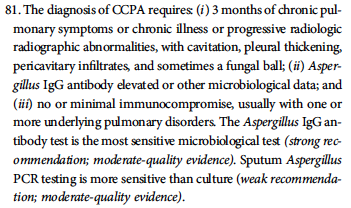 81. The diagnosis of CCPA requires: (i) 3 months of chronic pul-
monary symptoms or chronic illness or progressive radiologic
radiographic abnormalities, with cavitation, pleural thickening,
pericavitary infiltrates, and sometimes a fungal ball; (ii) Asper-
gillus IgG antibody elevated or other microbiological data; and
(iii) no or minimal immunocompromise, usually with one or
more underlying pulmonary disorders. The Aspergillus IgG an-
tibody test is the most sensitive microbiological test (strong rec-
ommendation; moderate-quality evidence). Sputum Aspergillus
PCR testing is more sensitive than culture (weak recommenda-
tion; moderate-quality evidence).